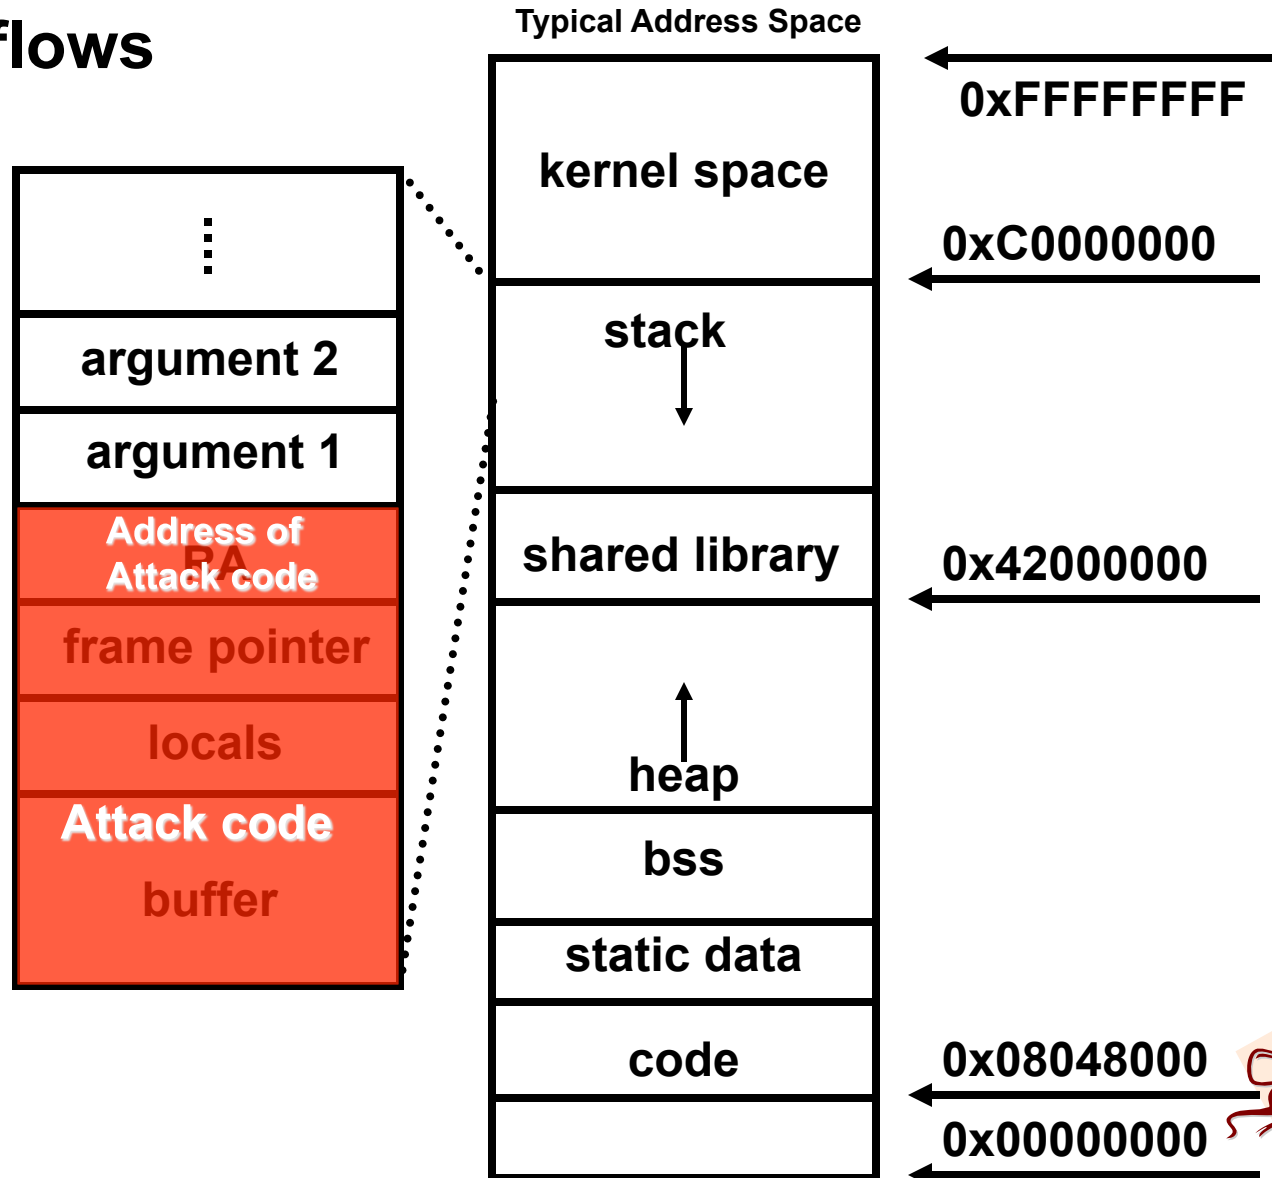 flows
Typical Address Space
0xFFFFFFFF
kernel space
0xC0000000
stack
argument 2
argument 1
Address of
RA
Attack code
frame pointer
locals
Attack code
buffer
shared library
0x42000000
heap
bss
static data
code
0x08048000
0x00000000